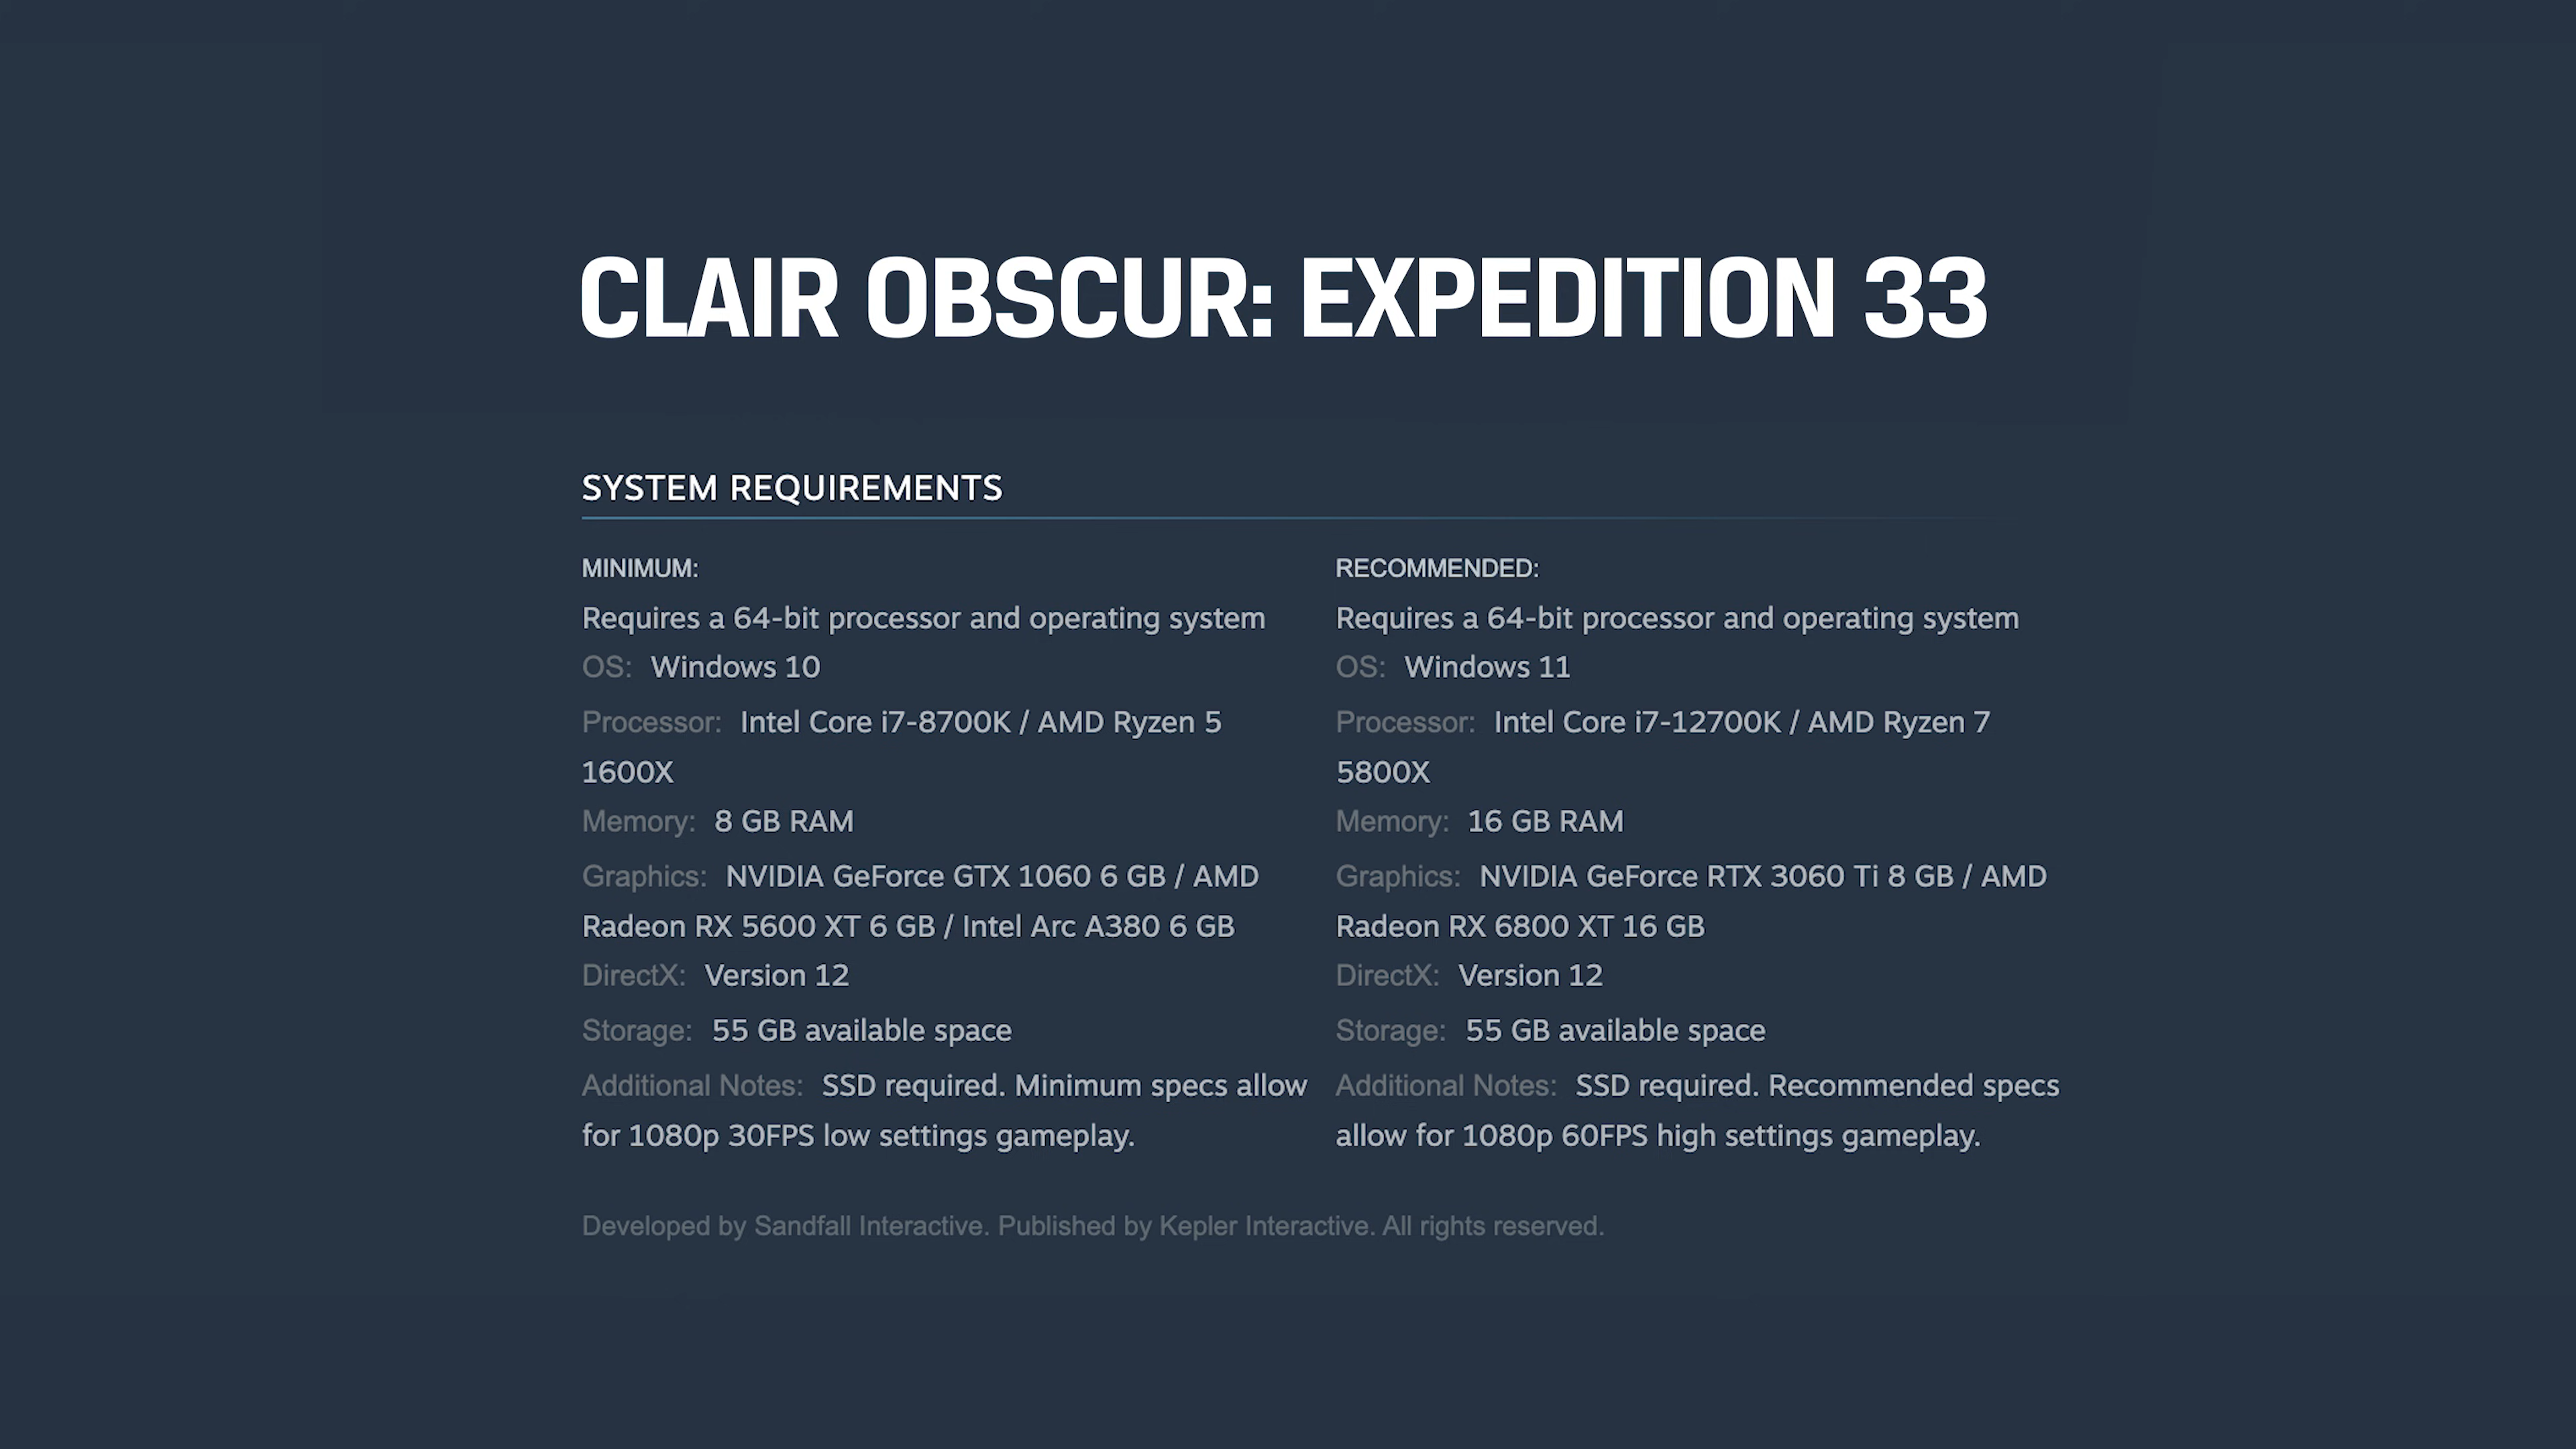 CLAIR OBSCUR: EXPEDITION 33
SYSTEM REQUIREMENTS
MINIMUM:
Requires a 64-bit processor and operating system
OS: Windows 10
Processor: Intel Core i7-8700K / AMD Ryzen 5
1600X
Memory: 8 GB RAM
Graphics: NVIDIA GeForce GTX 1060 6 GB / AMD
Radeon RX 5600 XT 6 GB / Intel Arc A380 6 GB
DirectX: Version 12
Storage: 55 GB available space
Additional Notes: SSD required. Minimum specs allow
for 1080p 30FPS low settings gameplay.
RECOMMENDED:
Requires a 64-bit processor and operating system
OS: Windows 11
Processor: Intel Core i7-12700K / AMD Ryzen 7
5800X
Memory: 16 GB RAM
Graphics: NVIDIA GeForce RTX 3060 Ti 8 GB / AMD
Radeon RX 6800 XT 16 GB
DirectX: Version 12
Storage: 55 GB available space
Additional Notes: SSD required. Recommended specs
allow for 1080p 60FPS high settings gameplay.
Developed by Sandfall Interactive. Published by Kepler Interactive. All rights reserved.